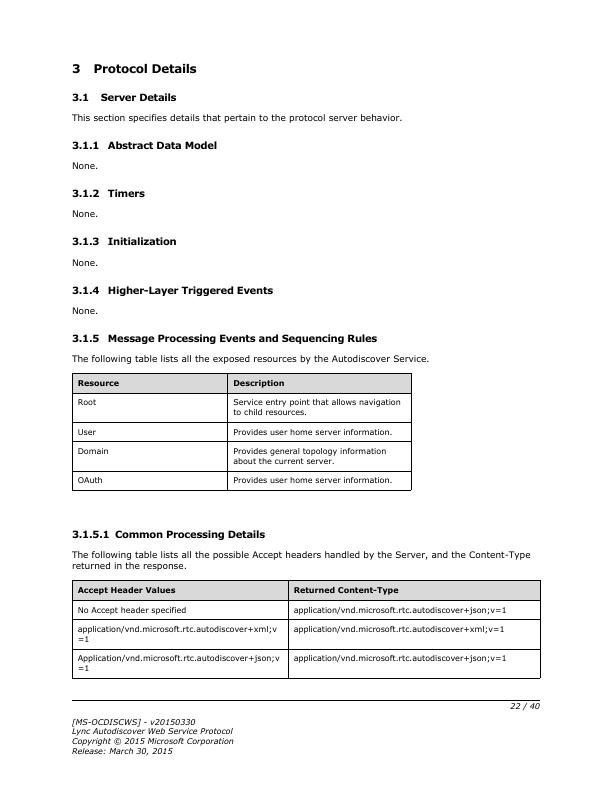 3 Protocol Details
3.1 Server Details
This section specifies details that pertain to the protocol server behavior.
3.1.1 Abstract Data Model
None.
3.1.2 Timers
None.
3.1.3 Initialization
None.
3.1.4 Higher-Layer Triggered Events
None.
3.1.5 Message Processing Events and Sequencing Rules
The following table lists all the exposed resources by the Autodiscover Service.
Resource Description
Root Service entry point that allows navigation
to child resources.
User Provides user home server information.
Domain Provides general topology information
about the current server.
OAuth Provides user home server information.
3.1.5.1 Common Processing Details
The following table lists all the possible Accept headers handled by the Server, and the Content-Type
returned in the response.
Accept Header Values Returned Content-Type
No Accept header specified application/vnd.microsoft.rtc.autodiscover+json;v=1
application/vnd.microsoft.rtc.autodiscover+xml;v application/vnd.microsoft.rtc.autodiscover+xml;v=1
=1
Application/vnd.microsoft.rtc.autodiscover+json;v application/vnd.microsoft.rtc.autodiscover+json;v=1
=1
22 / 40
[MS-OCDISCWS] - v20150330
Lync Autodiscover Web Service Protocol
Copyright © 2015 Microsoft Corporation
Release: March 30, 2015